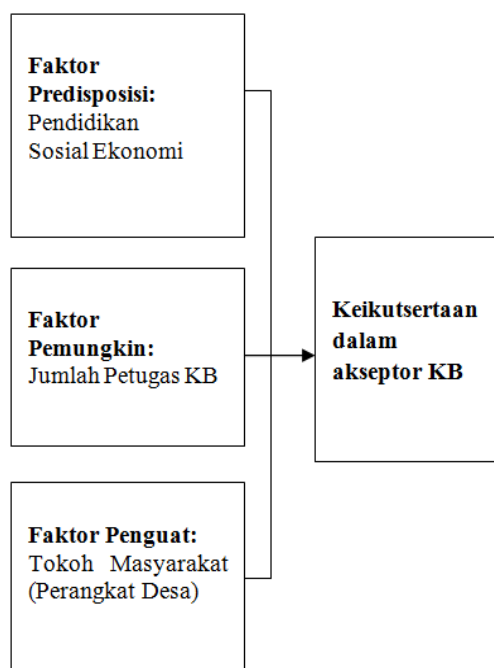 Faktor
Predisposisi:
Pendidikan
Sosial Ekonomi
Faktor
Pemungkin:
Jumlah Petugas KB
Faktor Penguat:
Tokoh Masyarakat
(Perangkat Desa)
Keikutsertaan
dalam
akseptor KB